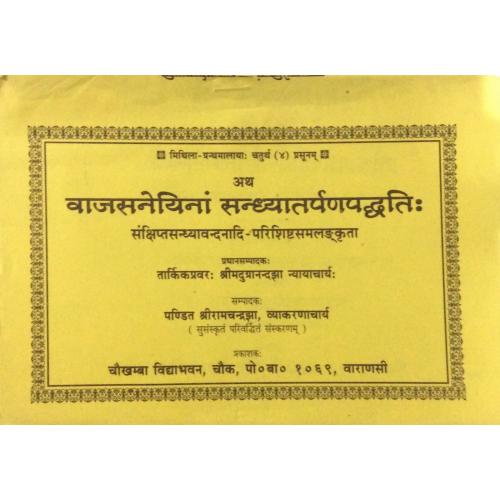 मिथिला-ग्रन्थमालायाः चतुर्थ (४) प्रसूनम्
अथ
वाजसनेयिनां सन्ध्यातर्पणपद्धतिः
संक्षिप्तसन्ध्यावन्दनादि-परिशिष्टसमलङ्कृता
प्रधानसम्पादकः
तार्किकप्रवरः श्रीमदुग्रानन्दझा न्यायाचार्यः
सम्पादकः
पण्डित श्रीरामचन्द्रझा, व्याकरणाचार्य
( सुसंस्कृतं परिवर्द्धितं संस्करणम् )
प्रकाशकः
चौखम्बा विद्याभवन, चौक, पो०बा० १०६९, वाराणसी